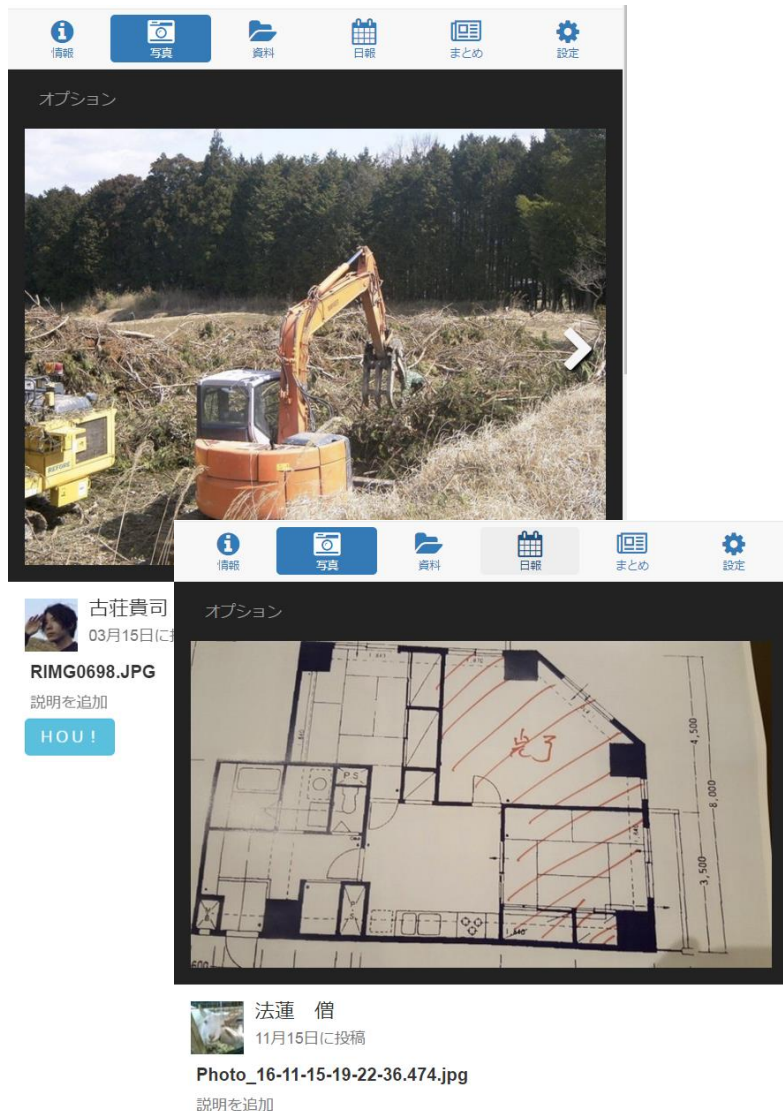 情報 写真 資料 日報 まとめ 設定
オプション
古荘貴司
03月15日に
RIMG0698.JPG
説明を追加
HOU!
情報 写真 資料 日報 まとめ 設定
オプション
完了
P.S
4,500
8,000
3,500
1,640
600
法蓮　僧
11月15日に投稿
Photo_16-11-15-19-22-36.474.jpg
説明を追加